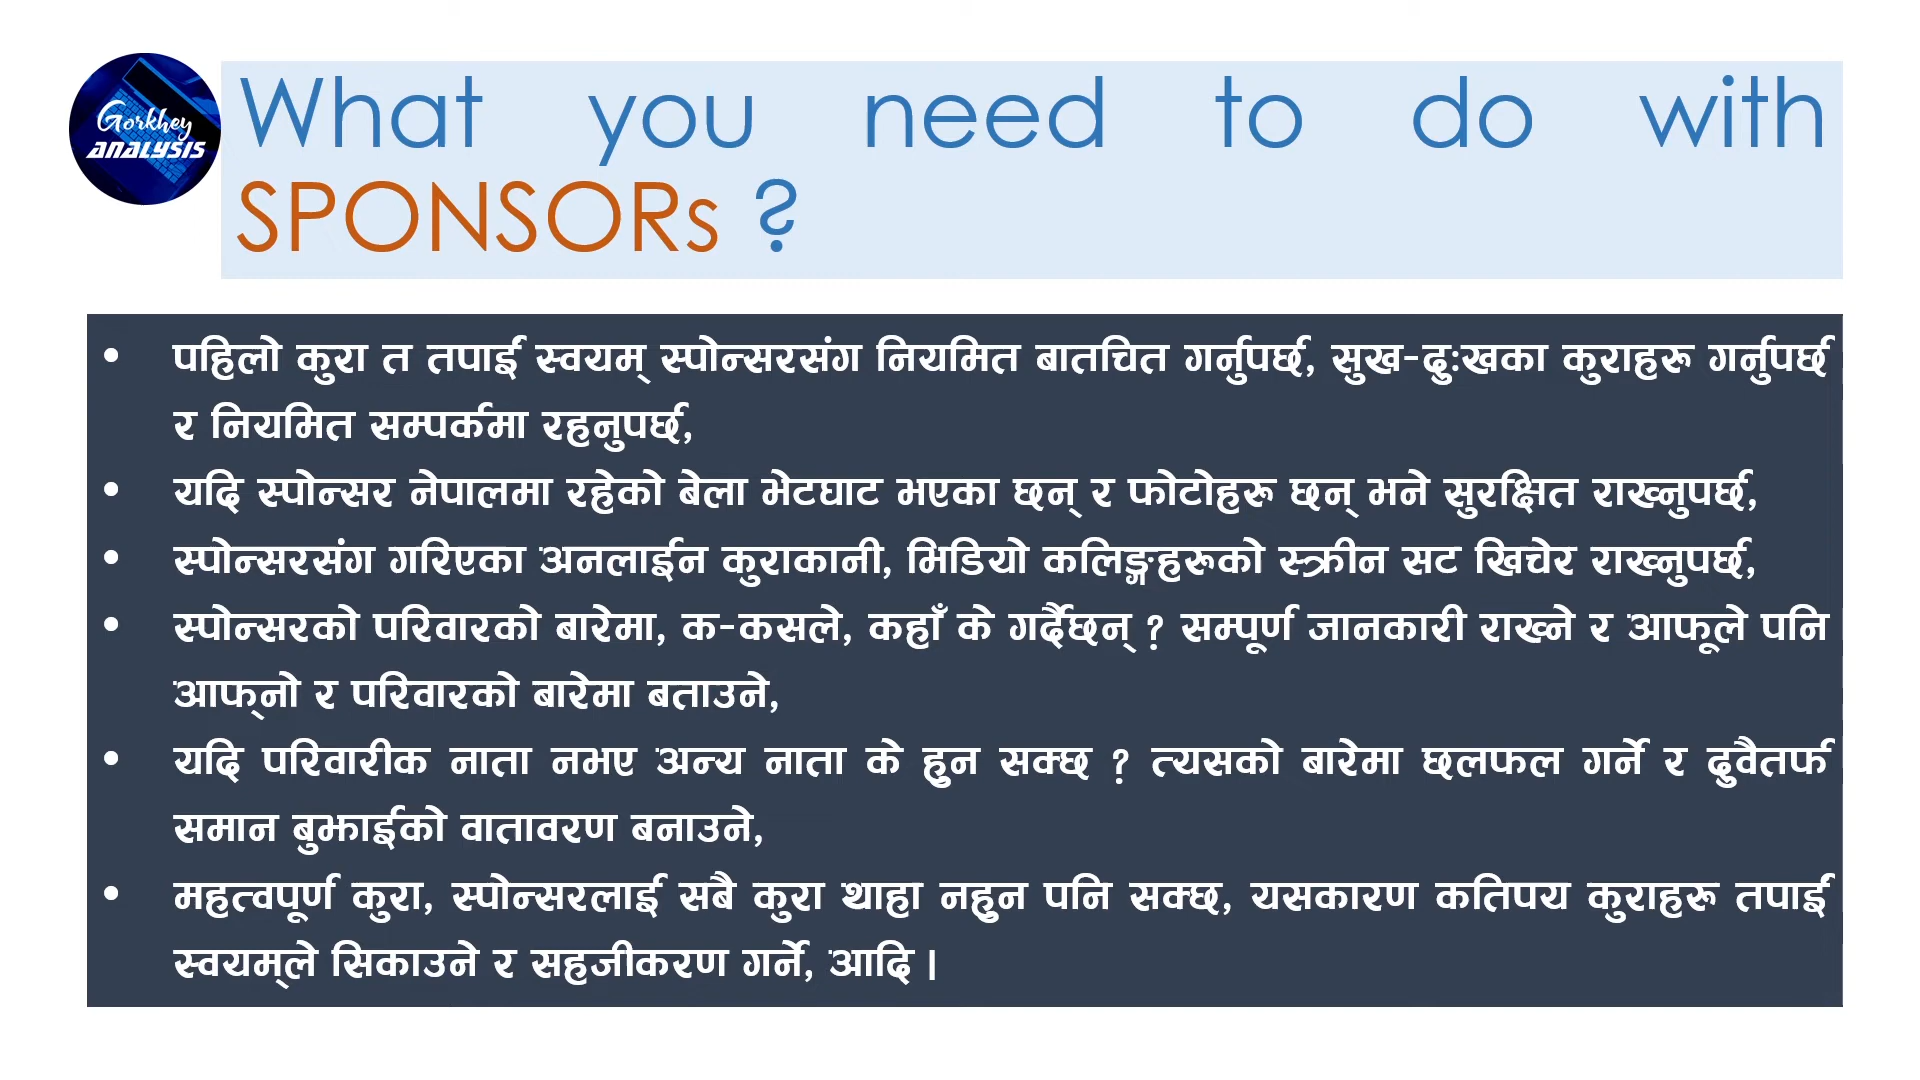 Gorkhey
ANALYSIS
What you need to do with
SPONSORs ?
• पहिलो कुरा त तपाई स्वयम् स्पोन्सरसंग नियमित बातचित गर्नुपर्छ, सुख-दुःखका कुराहरू गर्नुपर्छ
र नियमित सम्पर्कमा रहनुपर्छ,
• यदि स्पोन्सर नेपालमा रहेको बेला भेटघाट भएका छन् र फोटोहरू छन् भने सुरक्षित राख्नुपर्छ,
• स्पोन्सरसंग गरिएका अनलाईन कुराकानी, भिडियो कलिङ्गहरूको स्क्रीन सट खिचेर राख्नुपर्छ,
• स्पोन्सरको परिवारको बारेमा, क-कसले, कहाँ के गर्दैछन् ? सम्पूर्ण जानकारी राख्ने र आफूले पनि
आफ्‌नो र परिवारको बारेमा बताउने,
• यदि परिवारीक नाता नभए अन्य नाता के हुन सक्छ ? त्यसको बारेमा छलफल गर्ने र दुवैतर्फ
समान बुझाईको वातावरण बनाउने,
• महत्वपूर्ण कुरा, स्पोन्सरलाई सबै कुरा थाहा नहुन पनि सक्छ, यसकारण कतिपय कुराहरू तपाई
स्वयम्‌ले सिकाउने र सहजीकरण गर्ने, आदि ।